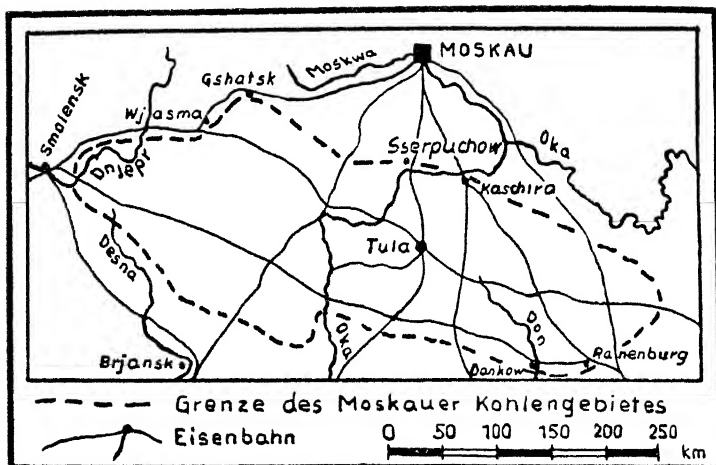 MOSKAU
Moskwa
Gshatsk
Wjasma
Smolensk
Dnjepr
Sserpuchow
Oka
Kaschira
Tula
Desna
Don
Oka
Brjansk
Dankow
Ranenburg
Grenze des Moskauer Kohlengebietes
Eisenbahn
0 50 100 150 200 250
km